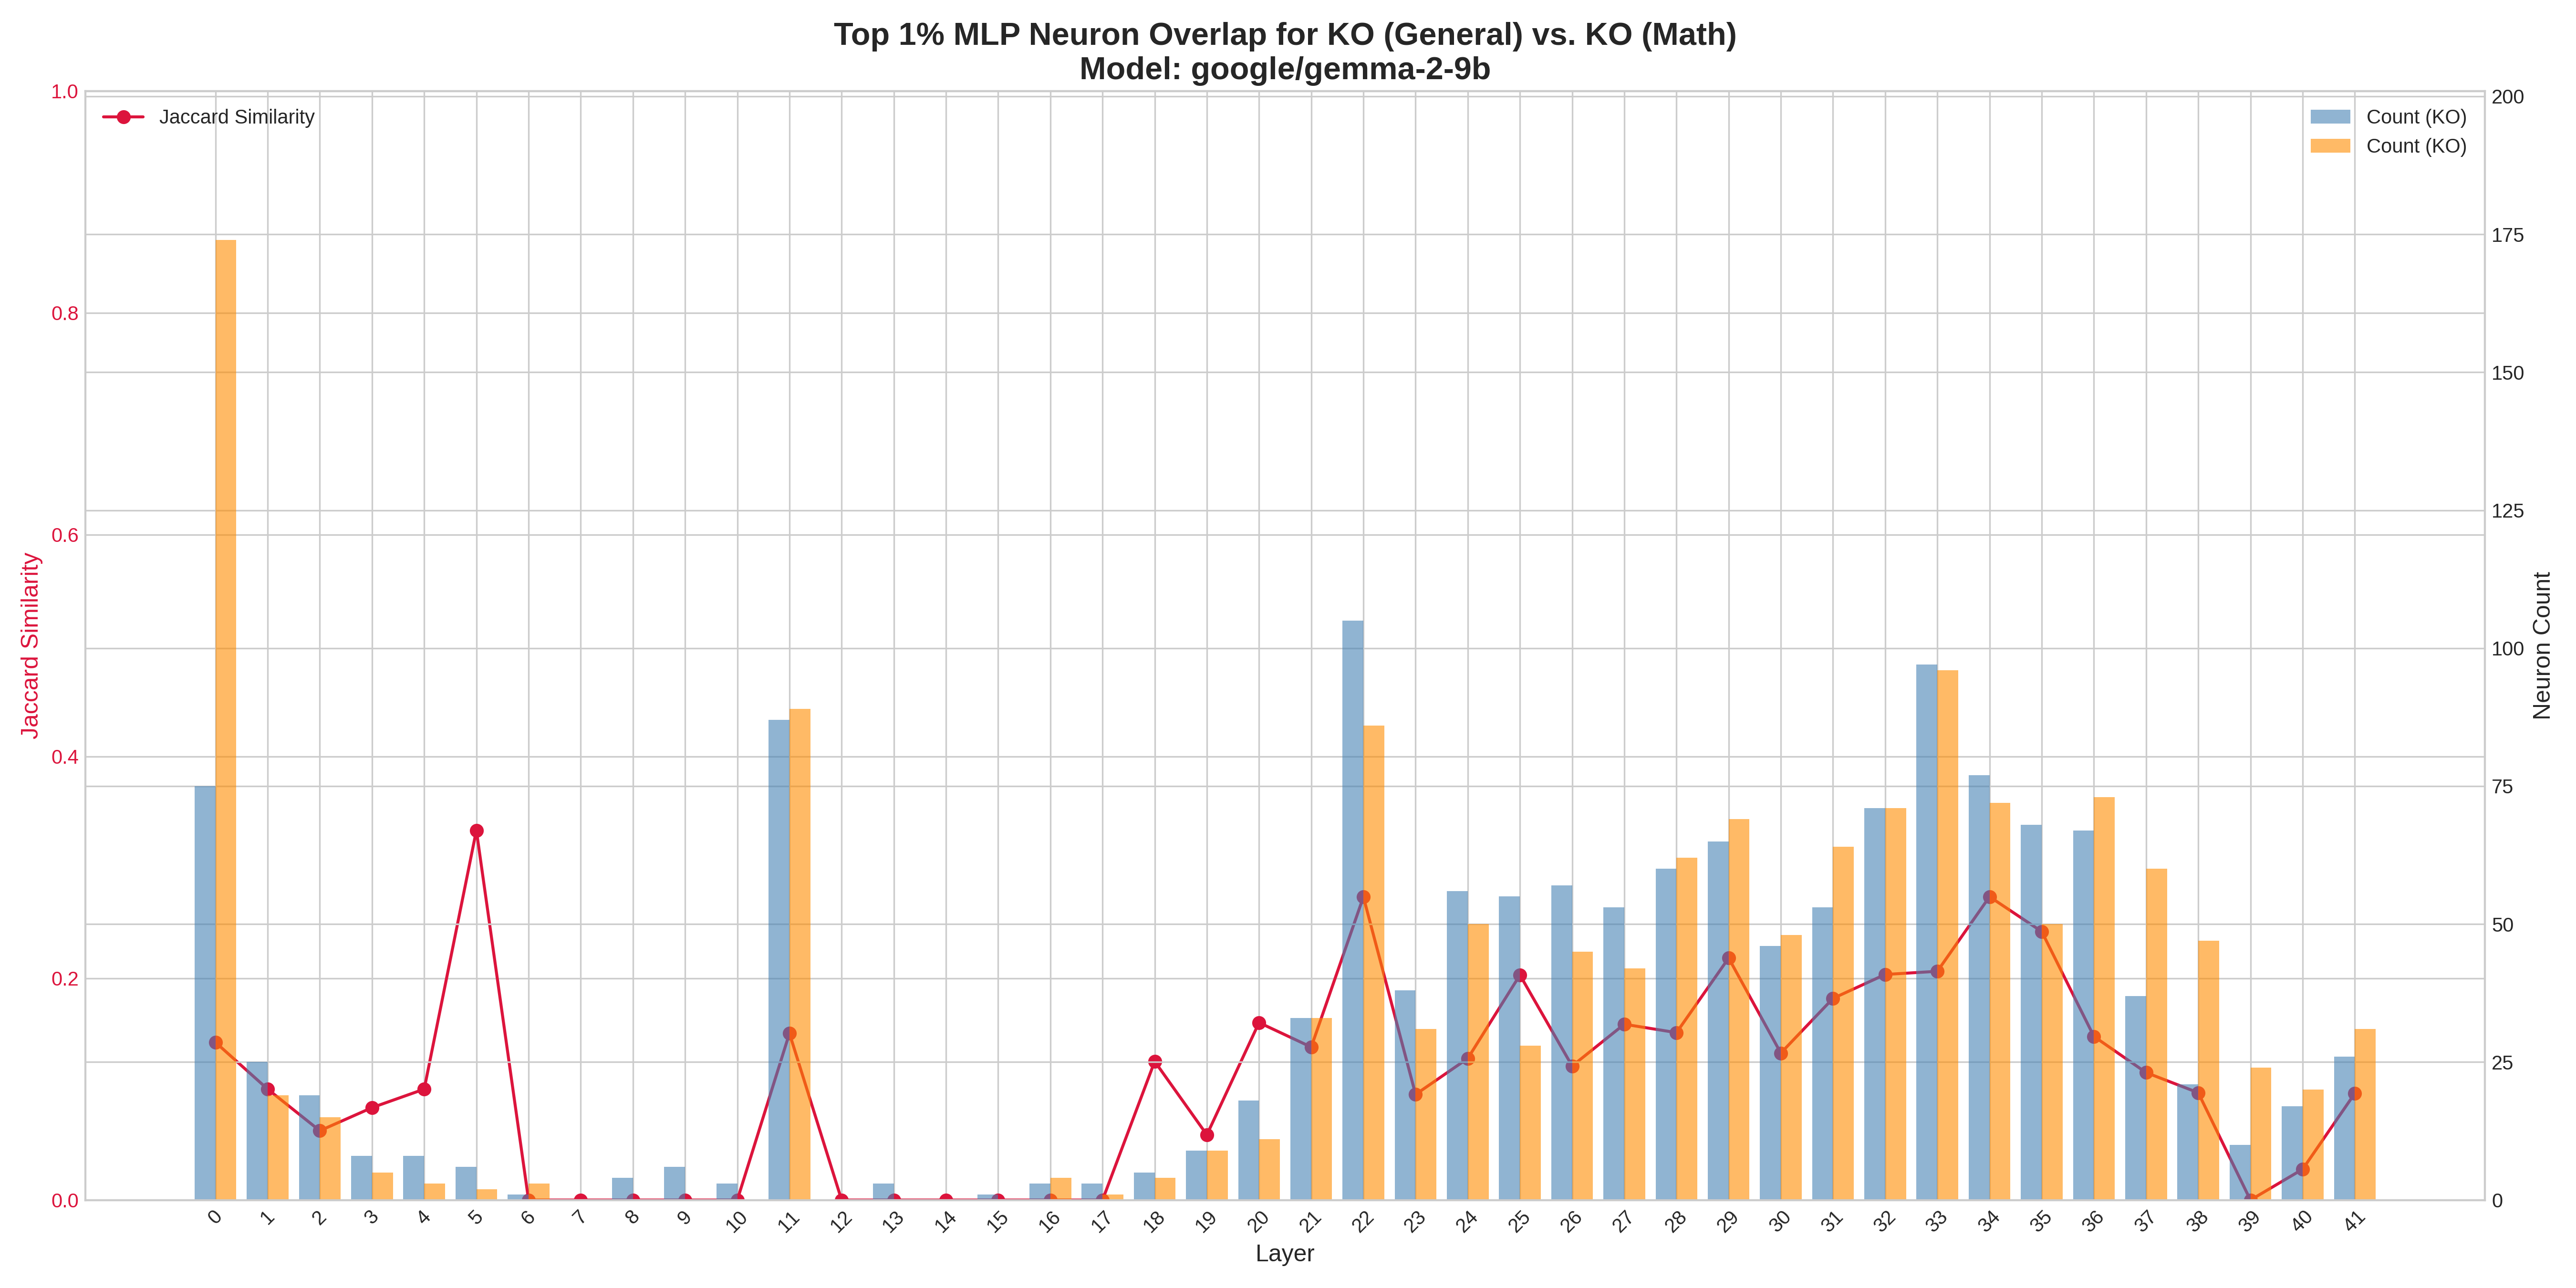 Top 1% MLP Neuron Overlap for KO (General) vs. KO (Math)
Model: google/gemma-2-9b
Jaccard Similarity
Count (KO)
Count (KO)
1.0
0.8
0.6
0.4
0.2
0.0
Jaccard Similarity
200
175
150
125
100
75
50
25
0
Neuron Count
0 1 2 3 4 5 6 7 8 9 10 11 12 13 14 15 16 17 18 19 20 21 22 23 24 25 26 27 28 29 30 31 32 33 34 35 36 37 38 39 40 41
Layer